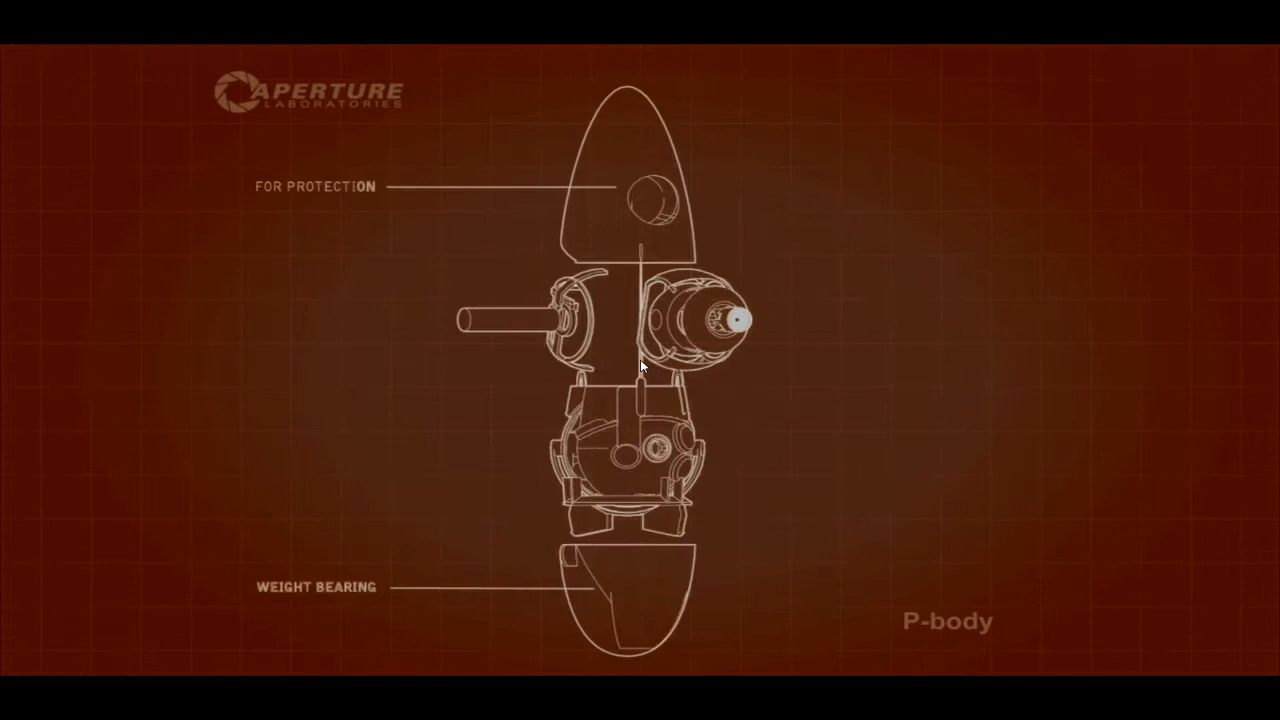 APERTURE
LABORATORIES
FOR PROTECTION
WEIGHT BEARING
P-body